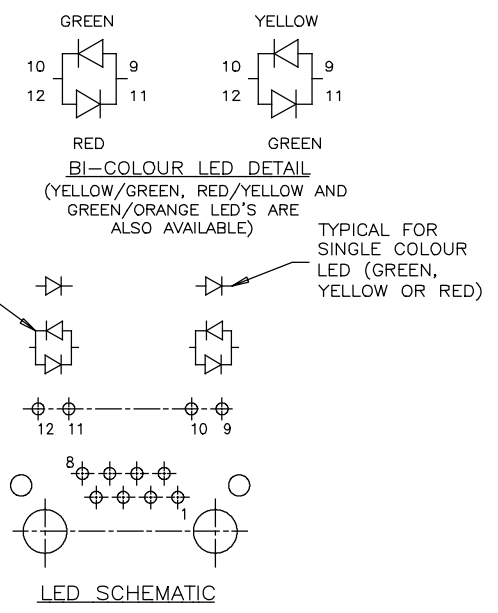 GREEN YELLOW
10 9 10 9
12 11 12 11
RED GREEN
BI-COLOUR LED DETAIL
(YELLOW/GREEN, RED/YELLOW AND
GREEN/ORANGE LED'S ARE
ALSO AVAILABLE)
TYPICAL FOR
SINGLE COLOUR
LED (GREEN,
YELLOW OR RED)
12 11 10 9
8
1
LED SCHEMATIC